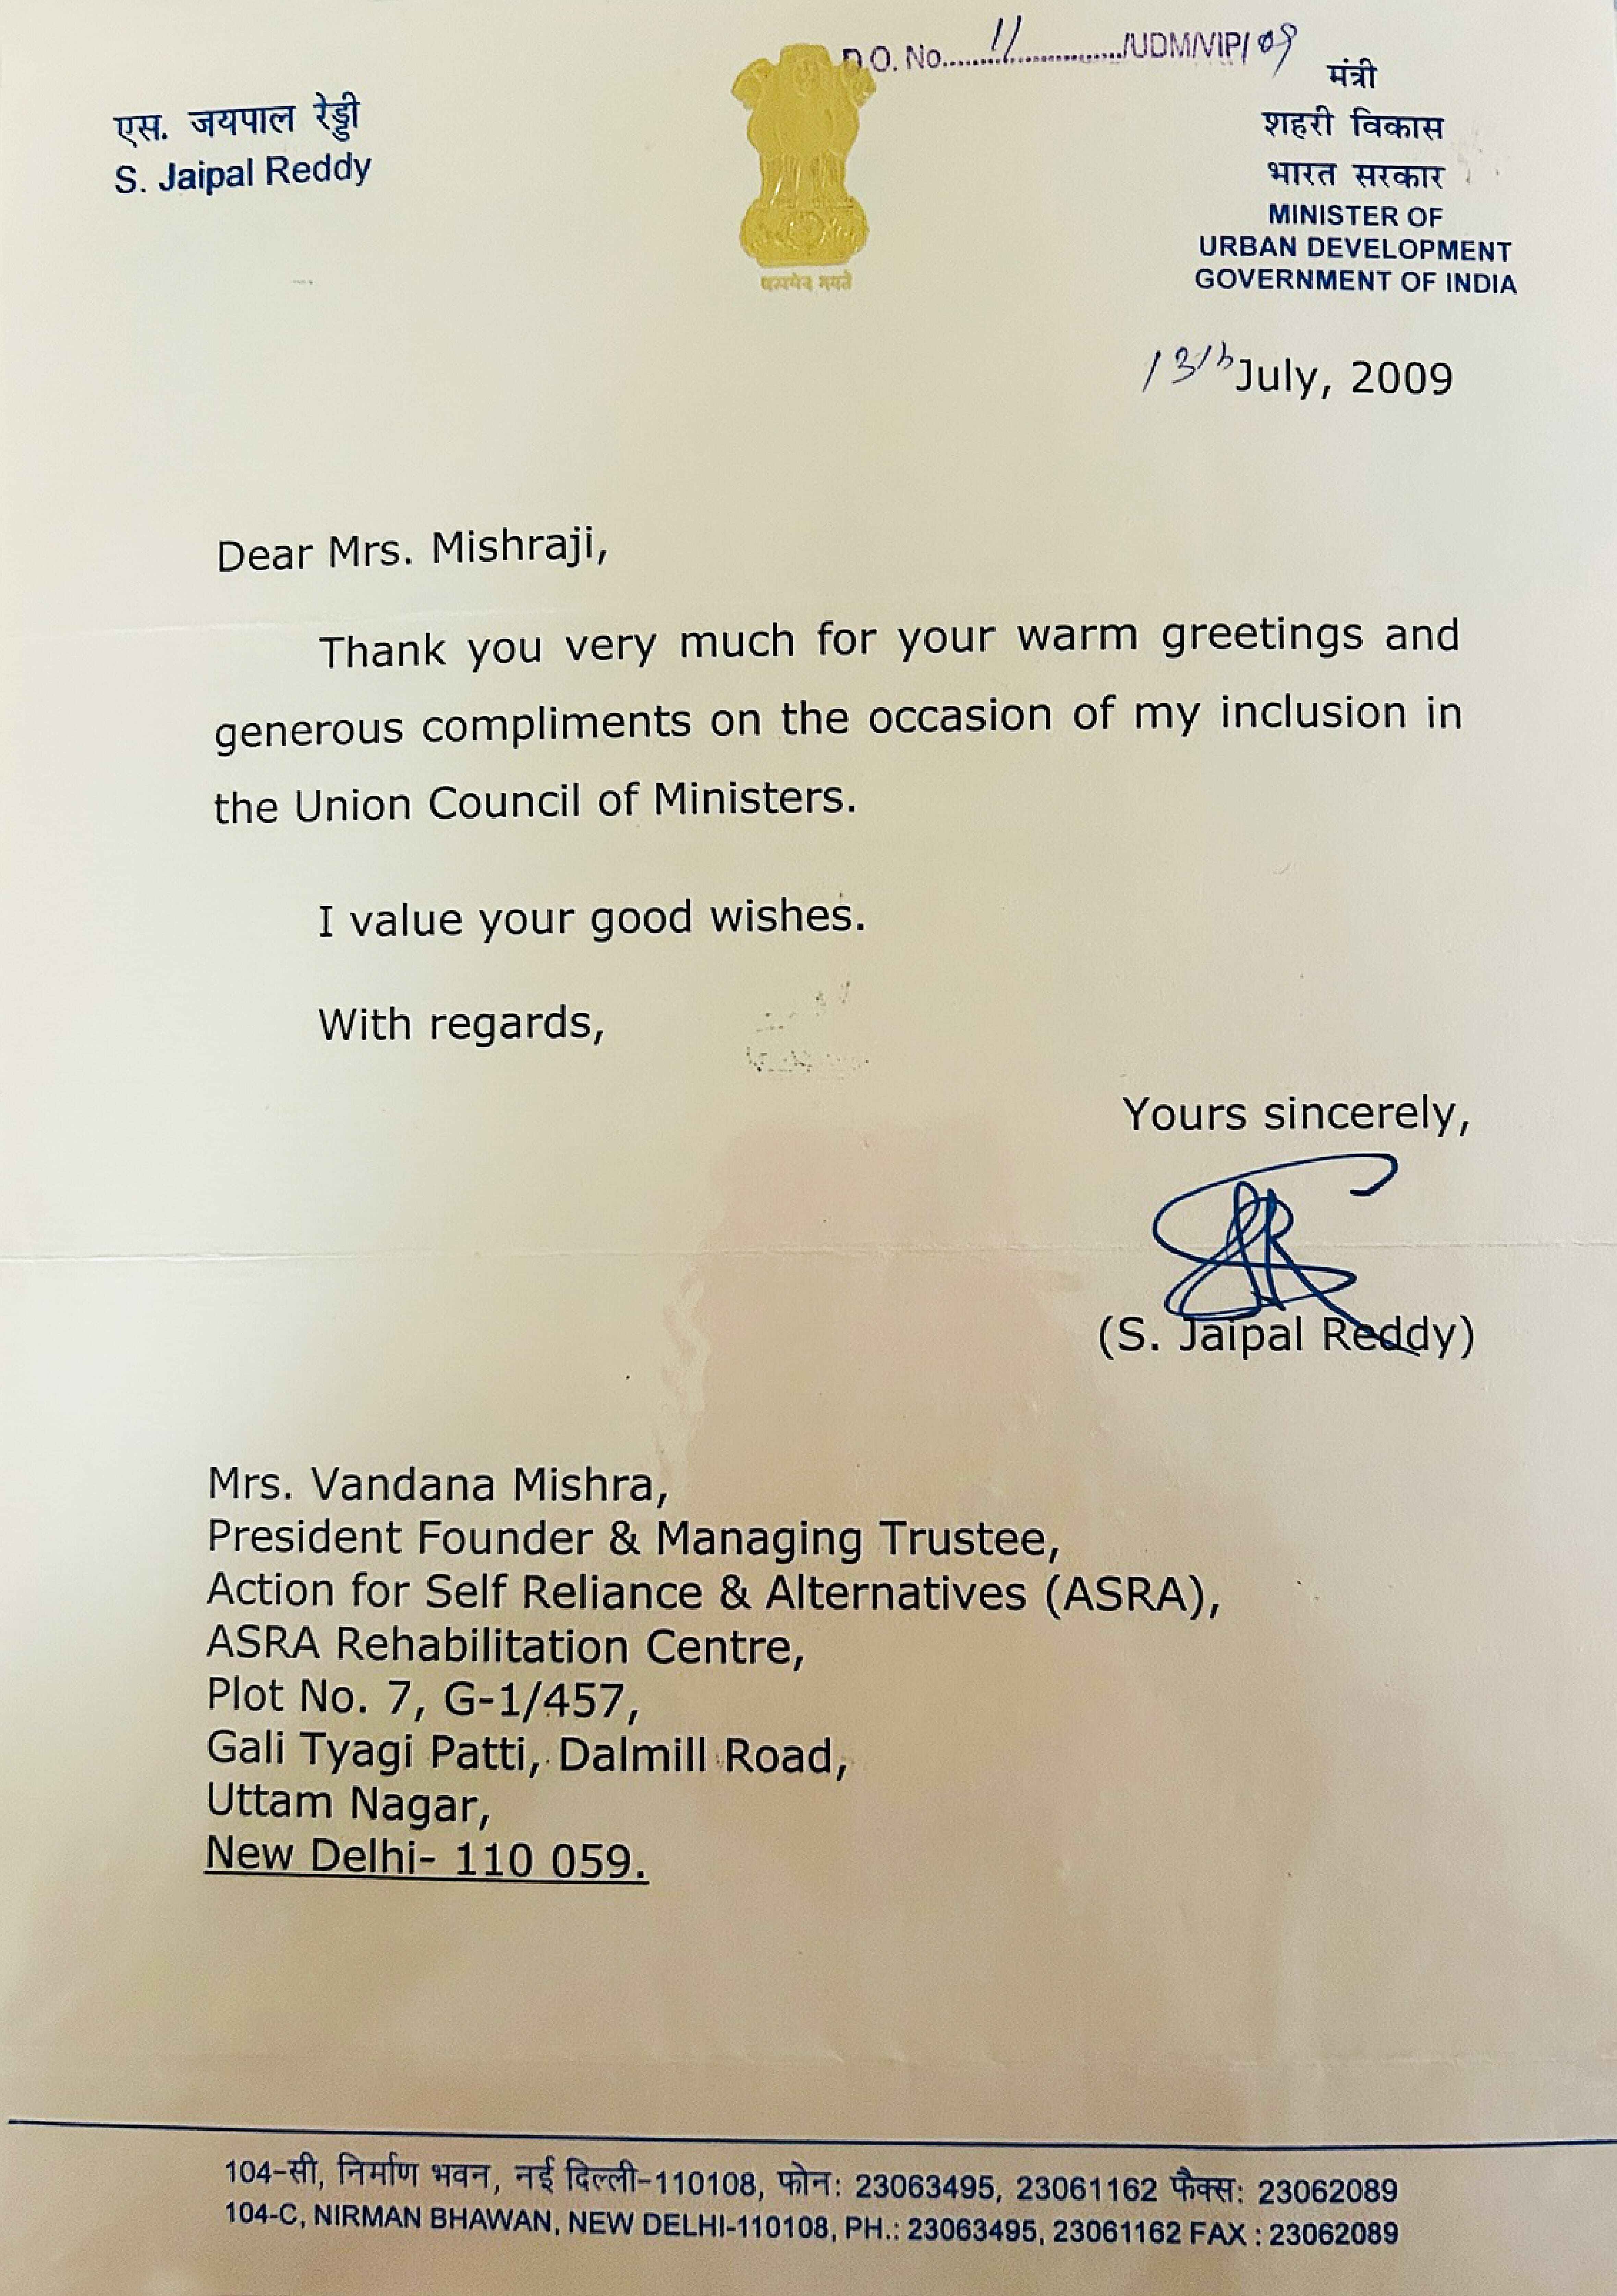 D.O. No.....11............../UDM/VIP/09
एस. जयपाल रेड्डी
S. Jaipal Reddy
सत्यमेव जयते
मंत्री
शहरी विकास
भारत सरकार
MINISTER OF
URBAN DEVELOPMENT
GOVERNMENT OF INDIA
13th July, 2009
Dear Mrs. Mishraji,
Thank you very much for your warm greetings and
generous compliments on the occasion of my inclusion in
the Union Council of Ministers.
I value your good wishes.
With regards,
Yours sincerely,
(S. Jaipal Reddy)
Mrs. Vandana Mishra,
President Founder & Managing Trustee,
Action for Self Reliance & Alternatives (ASRA),
ASRA Rehabilitation Centre,
Plot No. 7, G-1/457,
Gali Tyagi Patti, Dalmill Road,
Uttam Nagar,
New Delhi- 110 059.
104-सी, निर्माण भवन, नई दिल्ली-110108, फोन: 23063495, 23061162 फैक्स: 23062089
104-C, NIRMAN BHAWAN, NEW DELHI-110108, PH.: 23063495, 23061162 FAX : 23062089